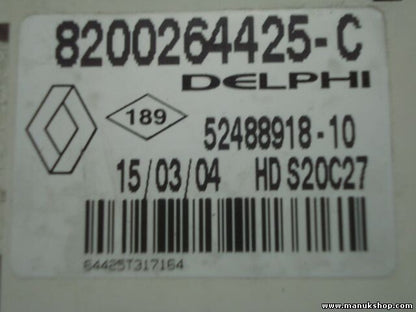 8200264425-C
DELPHI
189
52488918-10
15/03/04 HD S20C27
64425T317164
www.manukshop.com